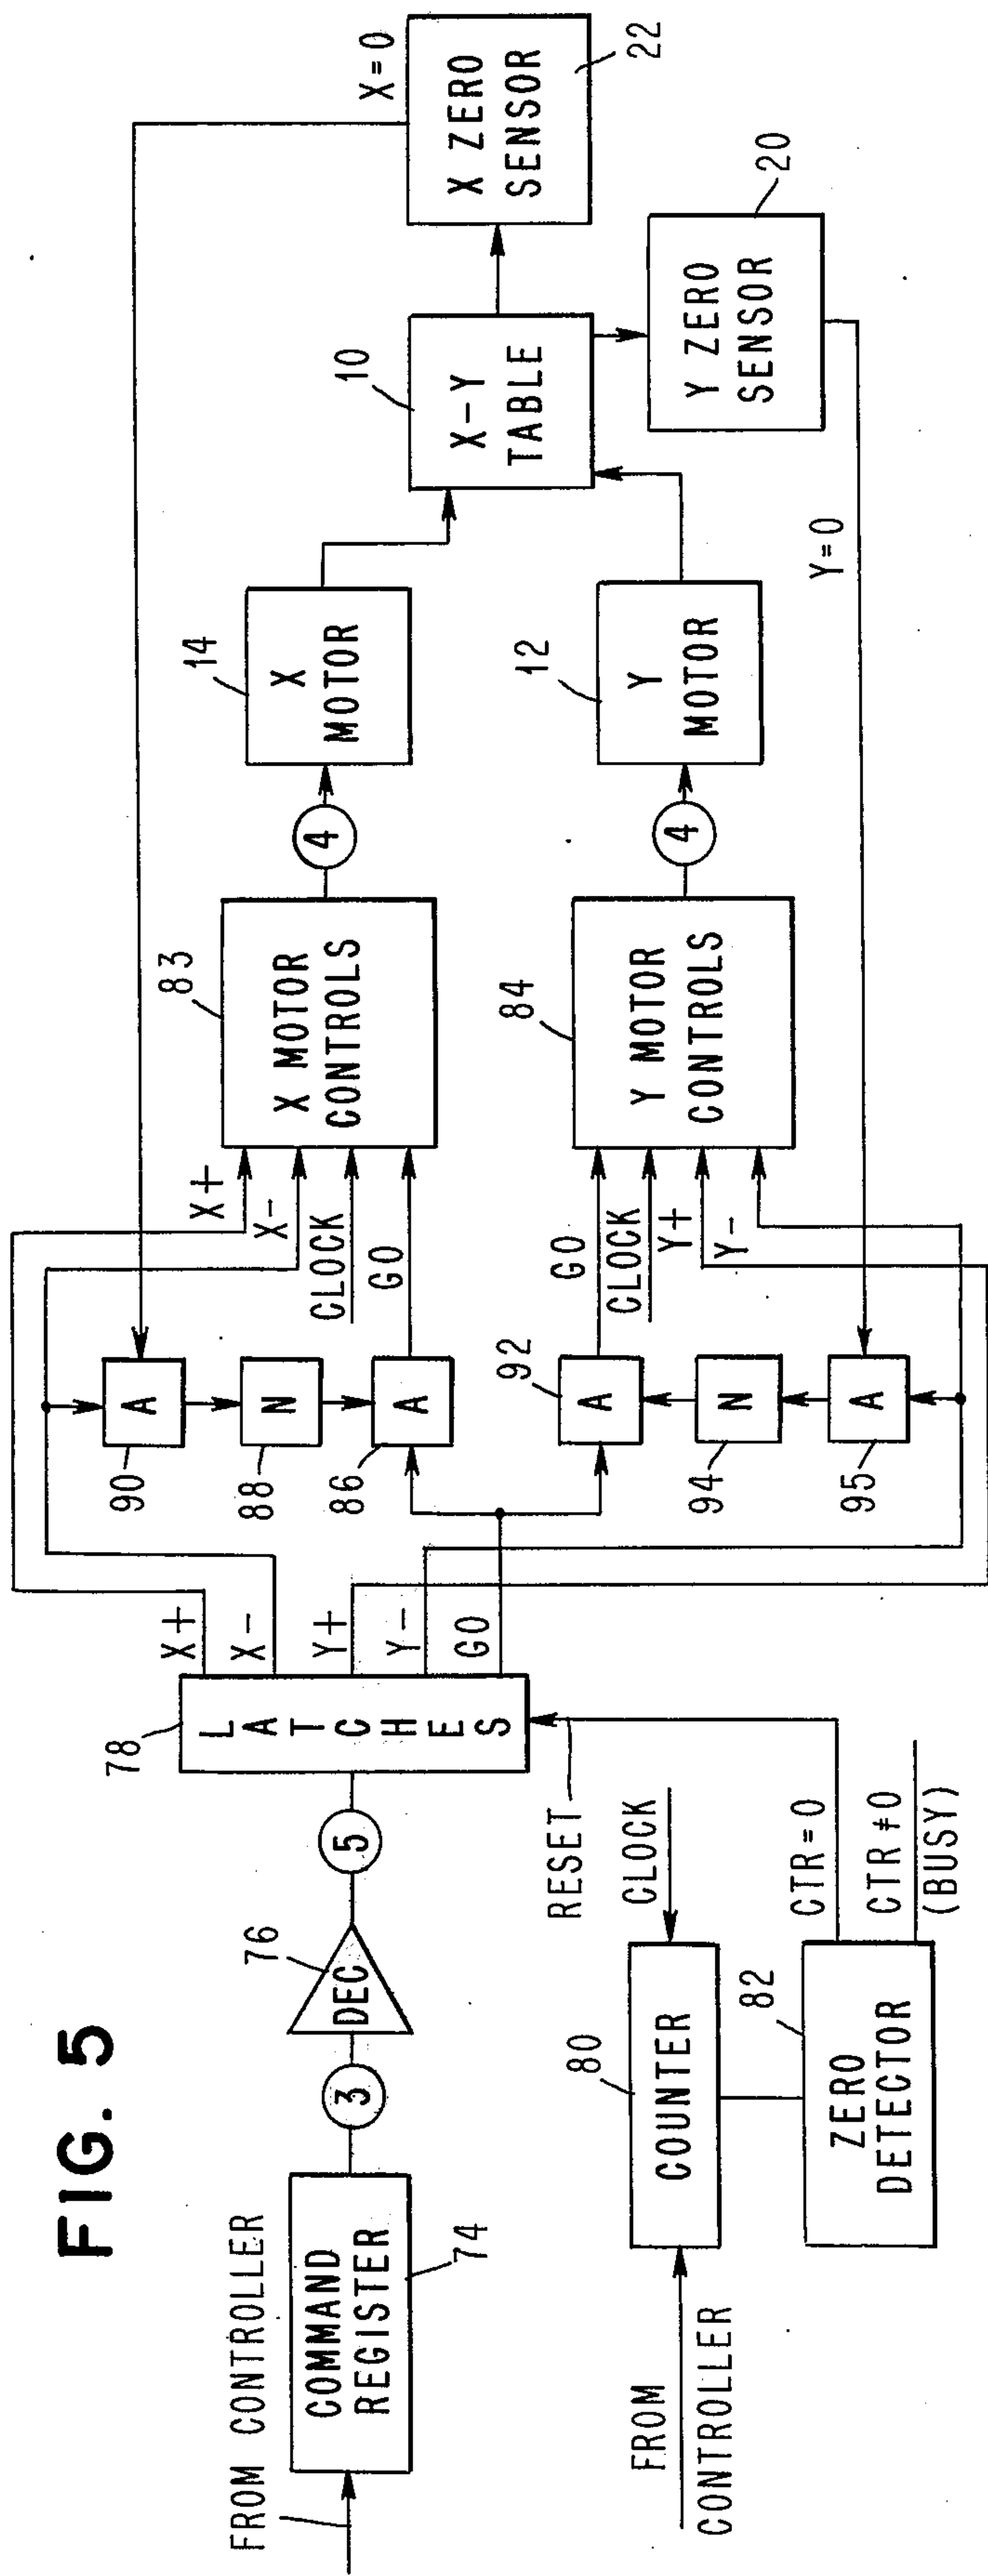 FIG. 5
FROM CONTROLLER
COMMAND
REGISTER
74
3
DEC
76
5
LATCHES
78
X+
X-
Y+
Y-
GO
FROM
CONTROLLER
COUNTER
80
CLOCK
RESET
ZERO
DETECTOR
82
CTR=0
CTR≠0
(BUSY)
A
90
N
88
A
86
A
92
N
94
A
95
X+
X-
CLOCK
GO
GO
CLOCK
Y+
Y-
X MOTOR
CONTROLS
83
Y MOTOR
CONTROLS
84
4
4
X
MOTOR
14
Y
MOTOR
12
X-Y
TABLE
10
X ZERO
SENSOR
22
X=0
Y ZERO
SENSOR
20
Y=0